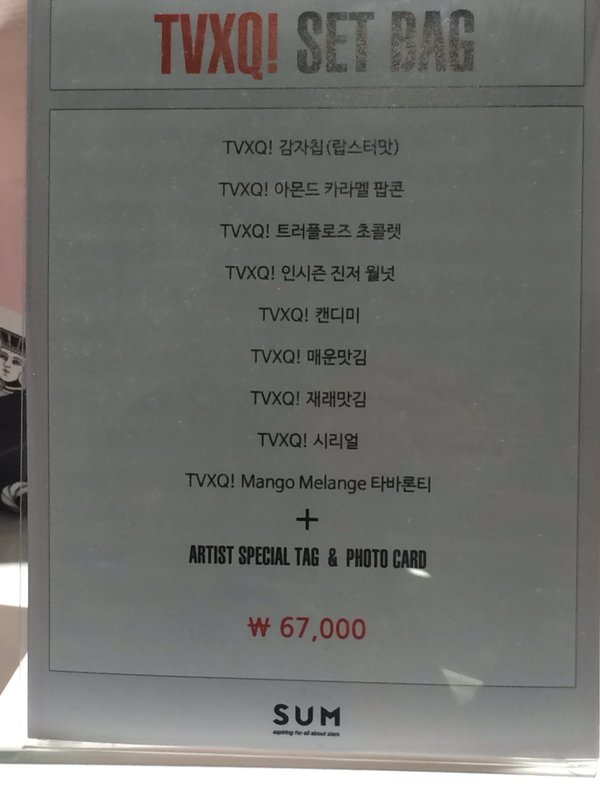 TVXQ! SET BAG
TVXQ! 감자칩(랍스터맛)
TVXQ! 아몬드 카라멜 팝콘
TVXQ! 트러플로즈 초콜렛
TVXQ! 인시즌 진저 월넛
TVXQ! 캔디미
TVXQ! 매운맛김
TVXQ! 재래맛김
TVXQ! 시리얼
TVXQ! Mango Melange 타바론티
+
ARTIST SPECIAL TAG & PHOTO CARD
₩ 67,000
SUM
aspiring for all about stars